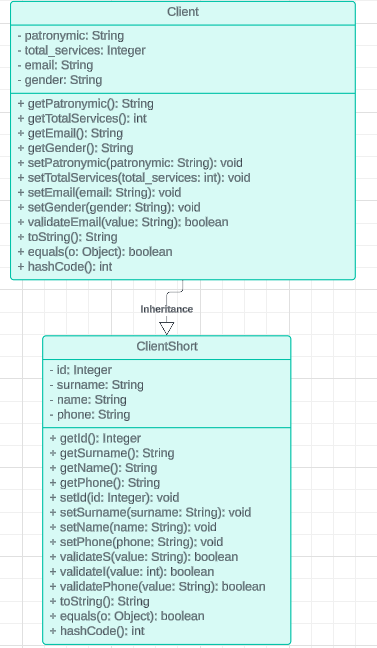 Client
- patronymic: String
- total_services: Integer
- email: String
- gender: String
+ getPatronymic(): String
+ getTotalServices(): int
+ getEmail(): String
+ getGender(): String
+ setPatronymic(patronymic: String): void
+ setTotalServices(total_services: int): void
+ setEmail(email: String): void
+ setGender(gender: String): void
+ validateEmail(value: String): boolean
+ toString(): String
+ equals(o: Object): boolean
+ hashCode(): int
Inheritance
ClientShort
- id: Integer
- surname: String
- name: String
- phone: String
+ getId(): Integer
+ getSurname(): String
+ getName(): String
+ getPhone(): String
+ setId(id: Integer): void
+ setSurname(surname: String): void
+ setName(name: String): void
+ setPhone(phone: String): void
+ validateS(value: String): boolean
+ validateI(value: int): boolean
+ validatePhone(value: String): boolean
+ toString(): String
+ equals(o: Object): boolean
+ hashCode(): int